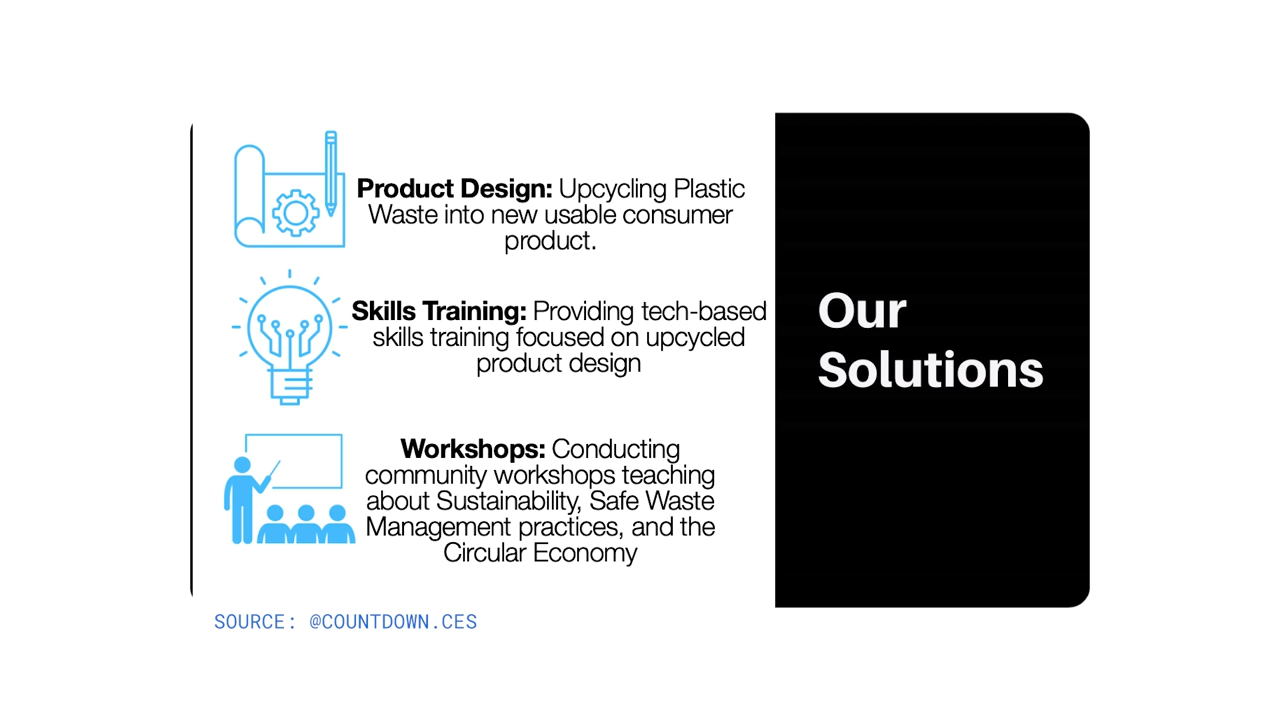 Product Design: Upcycling Plastic
Waste into new usable consumer
product.
Skills Training: Providing tech-based
skills training focused on upcycled
product design
Workshops: Conducting
community workshops teaching
about Sustainability, Safe Waste
Management practices, and the
Circular Economy
Our
Solutions
SOURCE: @COUNTDOWN.CES